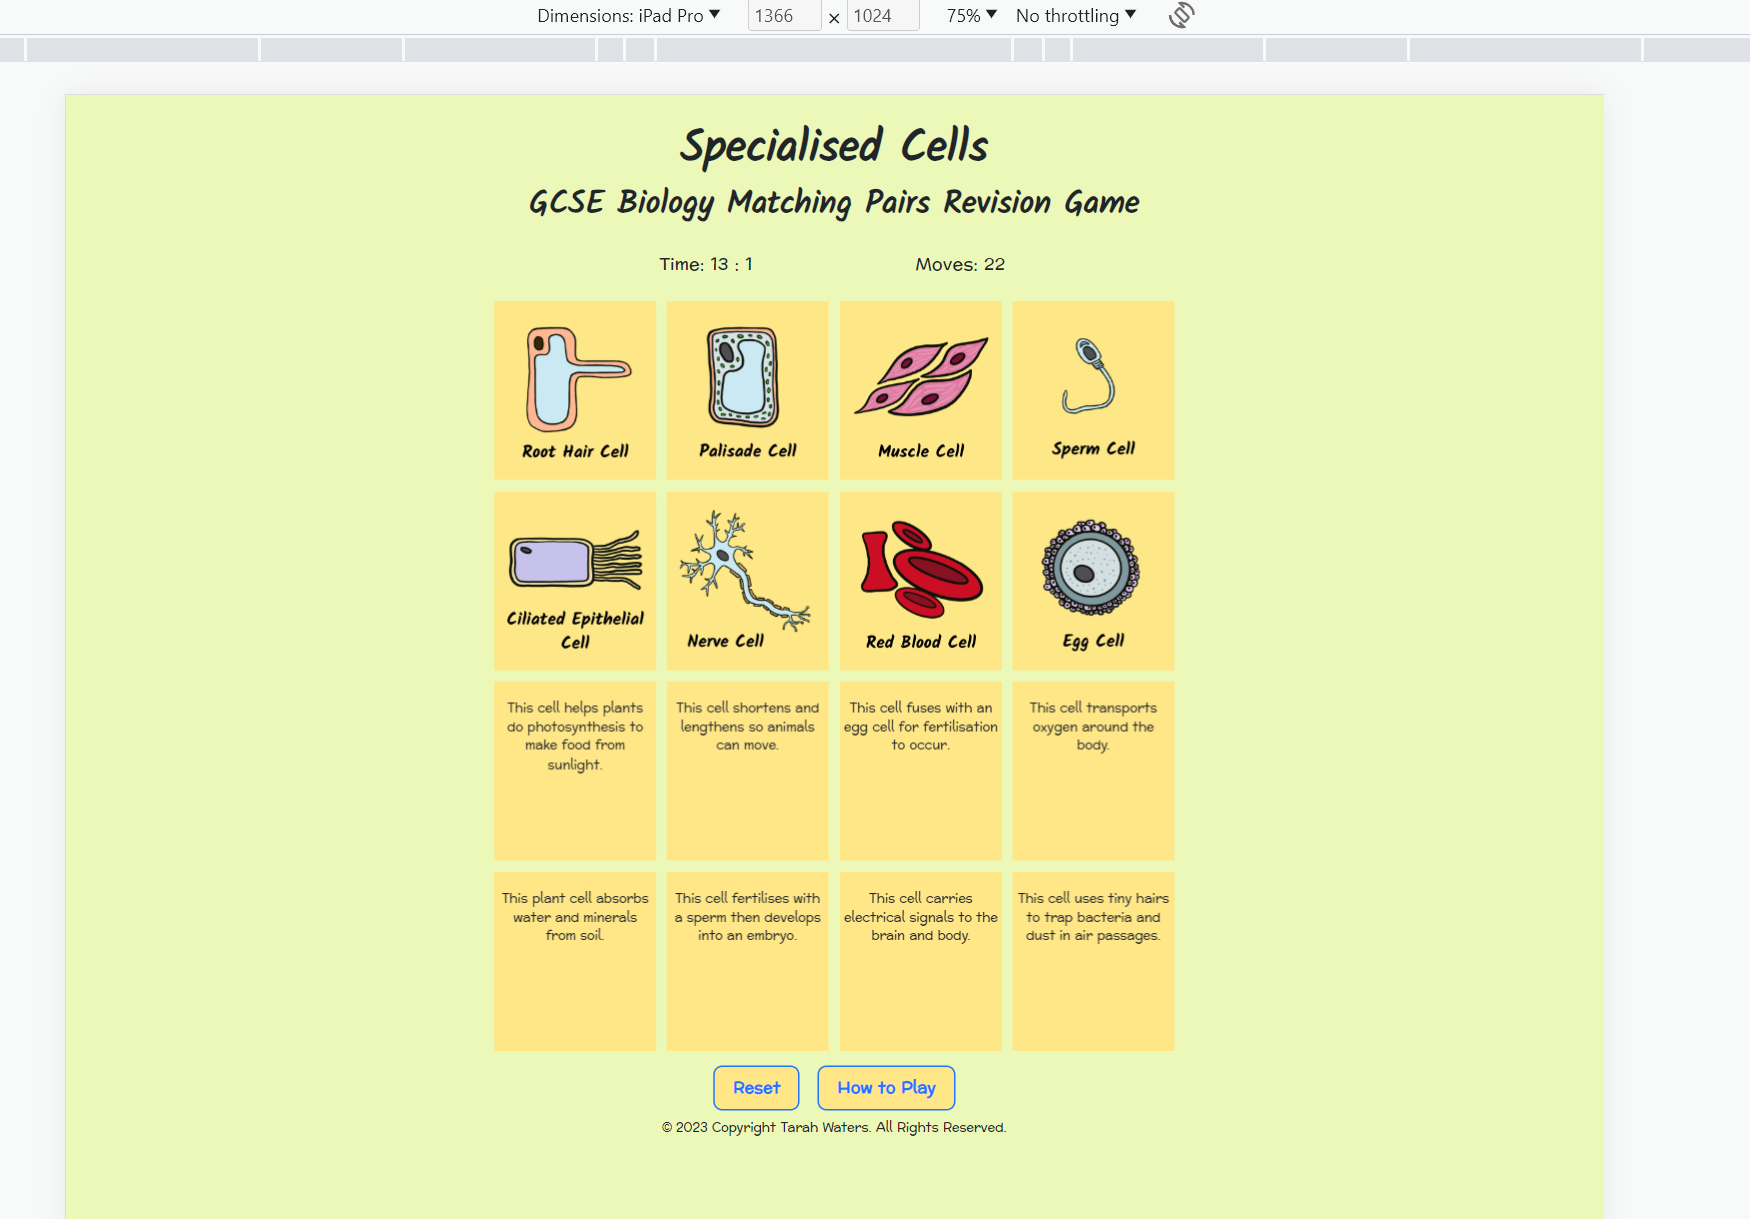 Dimensions: iPad Pro ▼ 1366 × 1024 75% ▼ No throttling ▼
Specialised Cells
GCSE Biology Matching Pairs Revision Game
Time: 13 : 1 Moves: 22
Root Hair Cell
Palisade Cell
Muscle Cell
Sperm Cell
Ciliated Epithelial
Cell
Nerve Cell
Red Blood Cell
Egg Cell
This cell helps plants
do photosynthesis to
make food from
sunlight.
This cell shortens and
lengthens so animals
can move.
This cell fuses with an
egg cell for fertilisation
to occur.
This cell transports
oxygen around the
body.
This plant cell absorbs
water and minerals
from soil.
This cell fertilises with
a sperm then develops
into an embryo.
This cell carries
electrical signals to the
brain and body.
This cell uses tiny hairs
to trap bacteria and
dust in air passages.
Reset
How to Play
© 2023 Copyright Tarah Waters. All Rights Reserved.